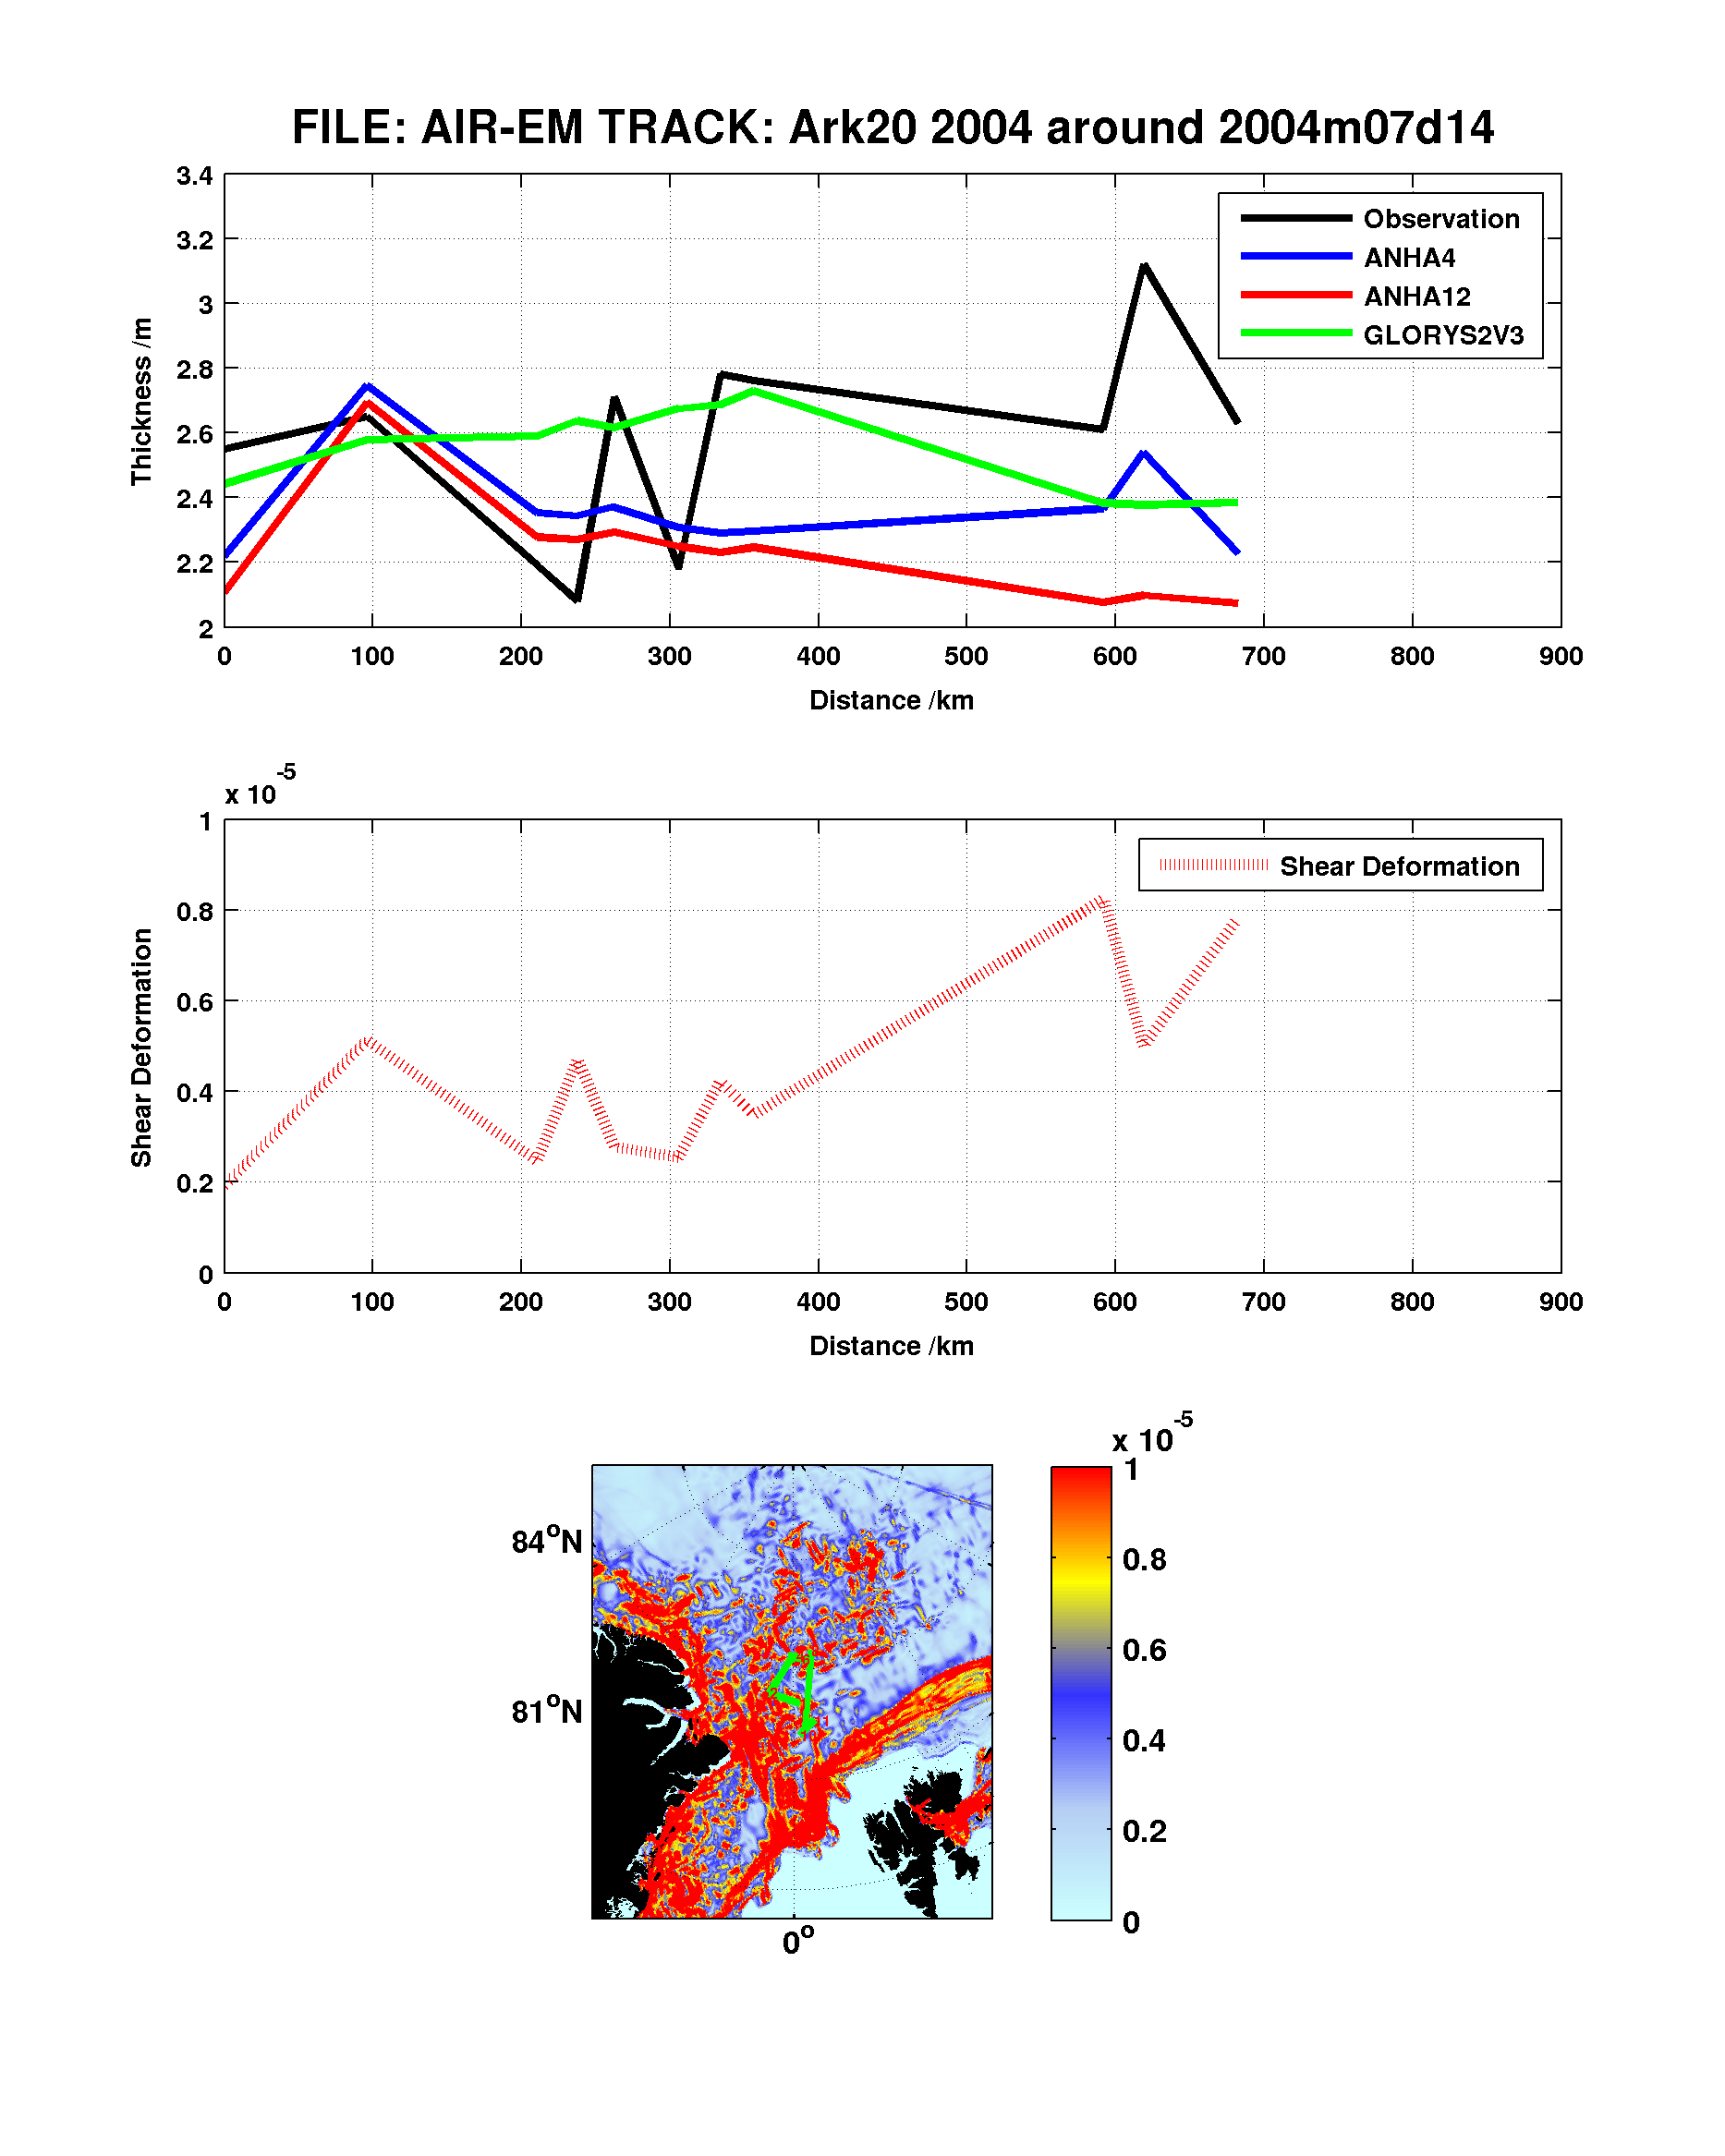 FILE: AIR-EM TRACK: Ark20 2004 around 2004m07d14
3.4
3.2
3
2.8
2.6
2.4
2.2
2
Thickness /m
Observation
ANHA4
ANHA12
GLORYS2V3
0 100 200 300 400 500 600 700 800 900
Distance /km
x 10-5
1
0.8
0.6
0.4
0.2
0
Shear Deformation
Shear Deformation
0 100 200 300 400 500 600 700 800 900
Distance /km
84oN
81oN
0o
x 10-5
1
0.8
0.6
0.4
0.2
0